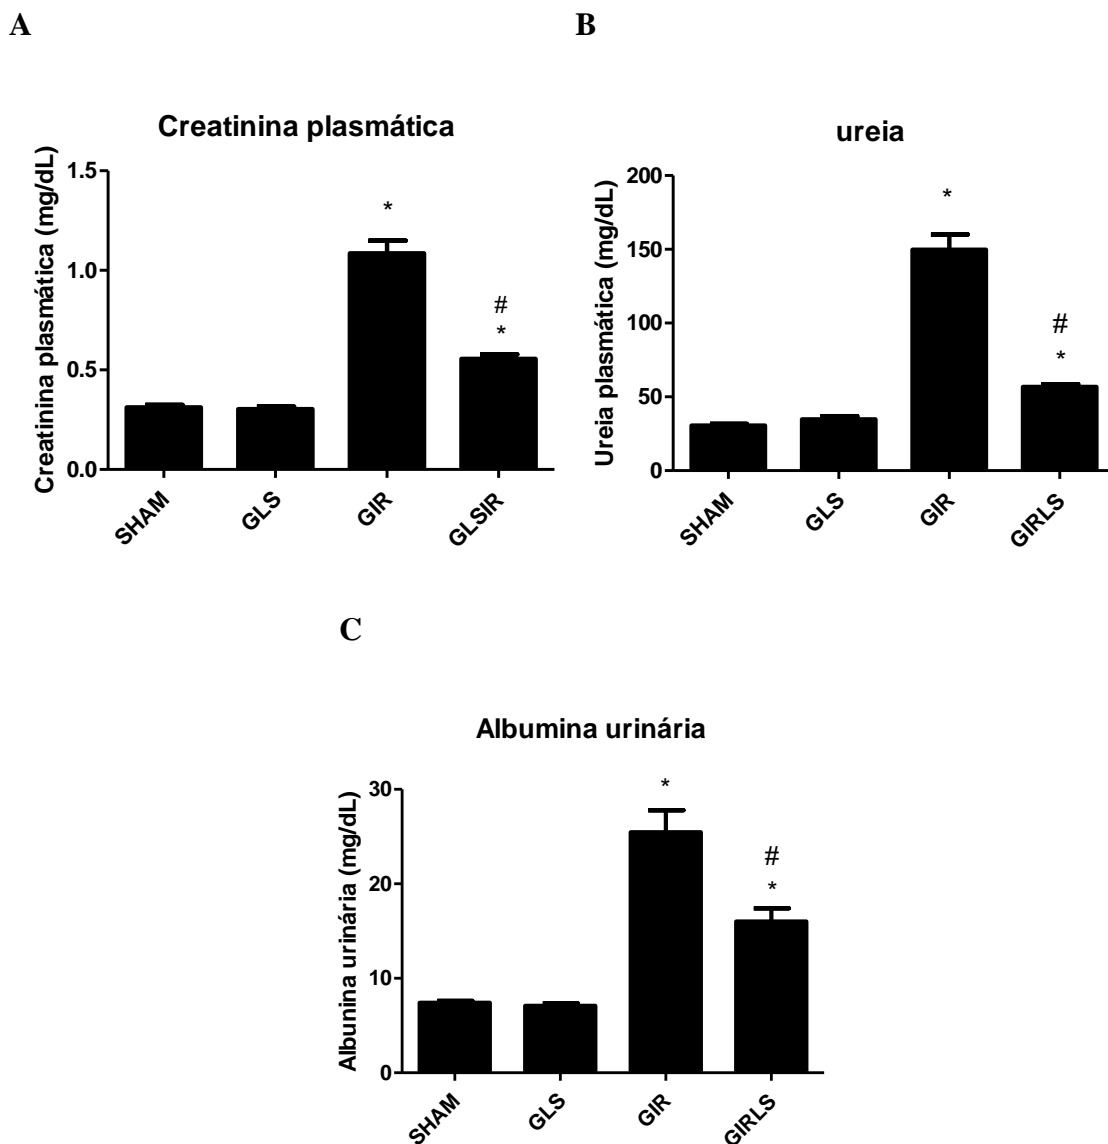 A
B
Creatinina plasmática
Creatinina plasmática (mg/dL)
1.5
1.0
0.5
0.0
*
#
*
SHAM
GLS
GIR
GLSIR
ureia
Ureia plasmática (mg/dL)
200
150
100
50
0
*
#
*
SHAM
GLS
GIR
GIRLS
C
Albumina urinária
Albunina urinária (mg/dL)
30
20
10
0
*
#
*
SHAM
GLS
GIR
GIRLS